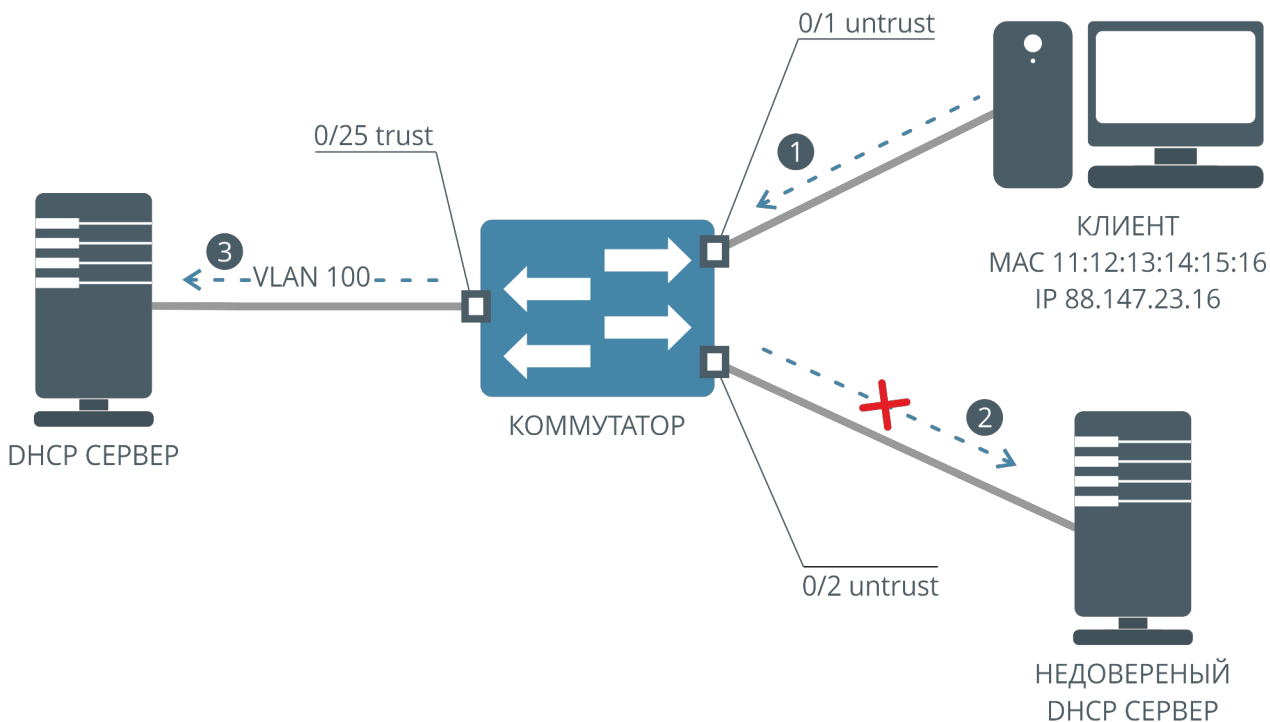 0/1 untrust
0/25 trust
1
3
VLAN 100
КЛИЕНТ
MAC 11:12:13:14:15:16
IP 88.147.23.16
КОММУТАТОР
2
DHCP СЕРВЕР
0/2 untrust
НЕДОВЕРЕНЫЙ
DHCP СЕРВЕР